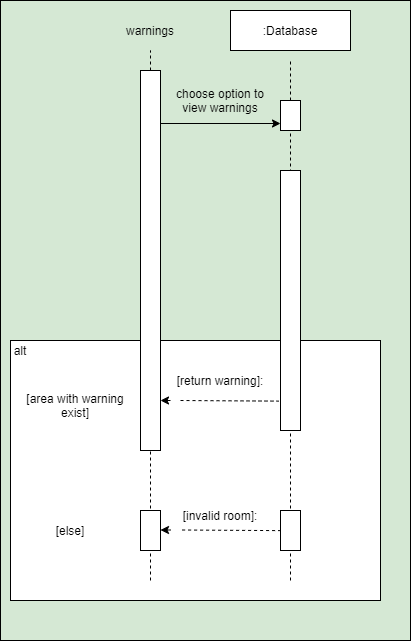 warnings
:Database
choose option to
view warnings
alt
[return warning]:
[area with warning
exist]
[invalid room]:
[else]